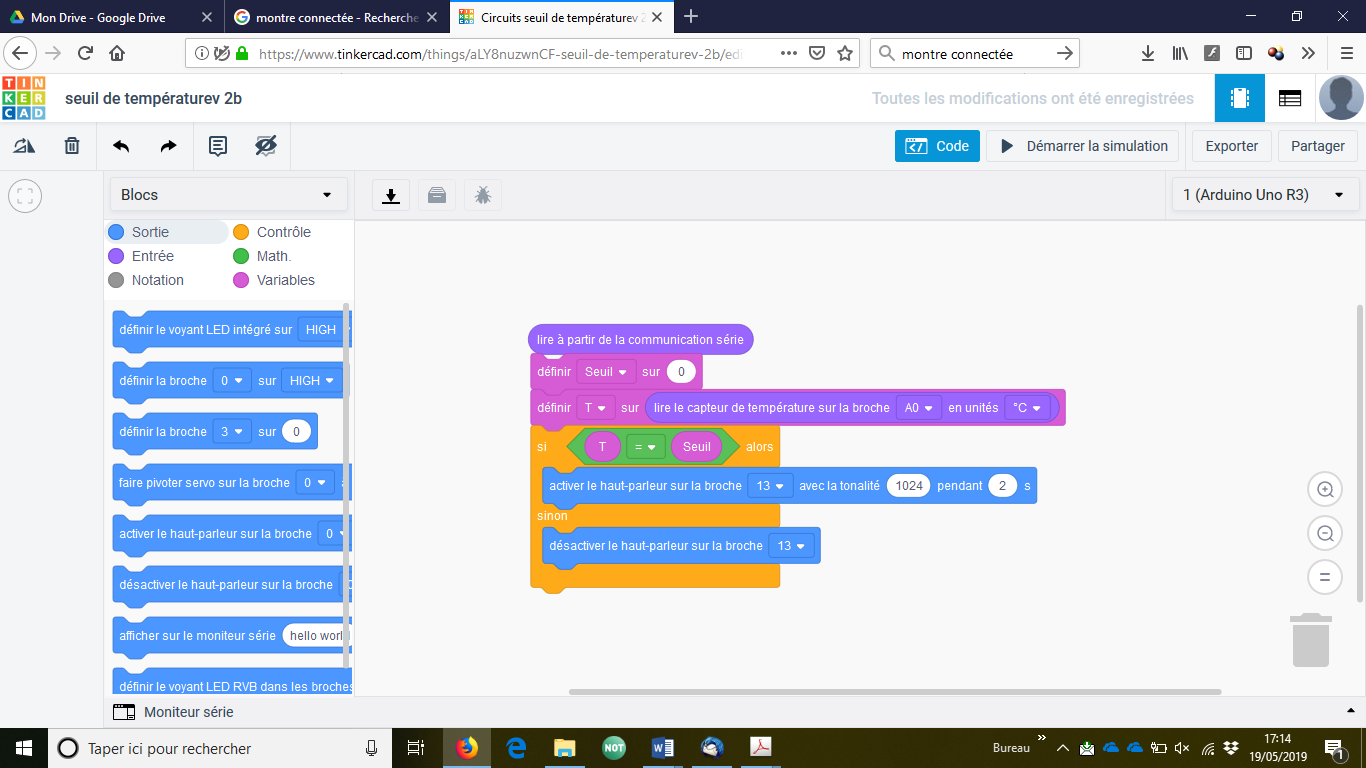 Mon Drive - Google Drive
montre connectée - Recherche
Circuits seuil de températurev 2
https://www.tinkercad.com/things/aLY8nuzwnCF-seuil-de-temperaturev-2b/edi
montre connectée
TINKERCAD
seuil de températurev 2b
Toutes les modifications ont été enregistrées
Code
Démarrer la simulation
Exporter
Partager
Blocs
1 (Arduino Uno R3)
Sortie
Contrôle
Entrée
Math.
Notation
Variables
définir le voyant LED intégré sur HIGH
définir la broche 0 sur HIGH
définir la broche 3 sur 0
faire pivoter servo sur la broche 0
activer le haut-parleur sur la broche 0
désactiver le haut-parleur sur la broche
afficher sur le moniteur série hello worl
définir le voyant LED RVB dans les broches
lire à partir de la communication série
définir Seuil sur 0
définir T sur lire le capteur de température sur la broche A0 en unités °C
si T = Seuil alors
activer le haut-parleur sur la broche 13 avec la tonalité 1024 pendant 2 s
sinon
désactiver le haut-parleur sur la broche 13
Moniteur série
Taper ici pour rechercher
NOT
Bureau
17:14
19/05/2019
1